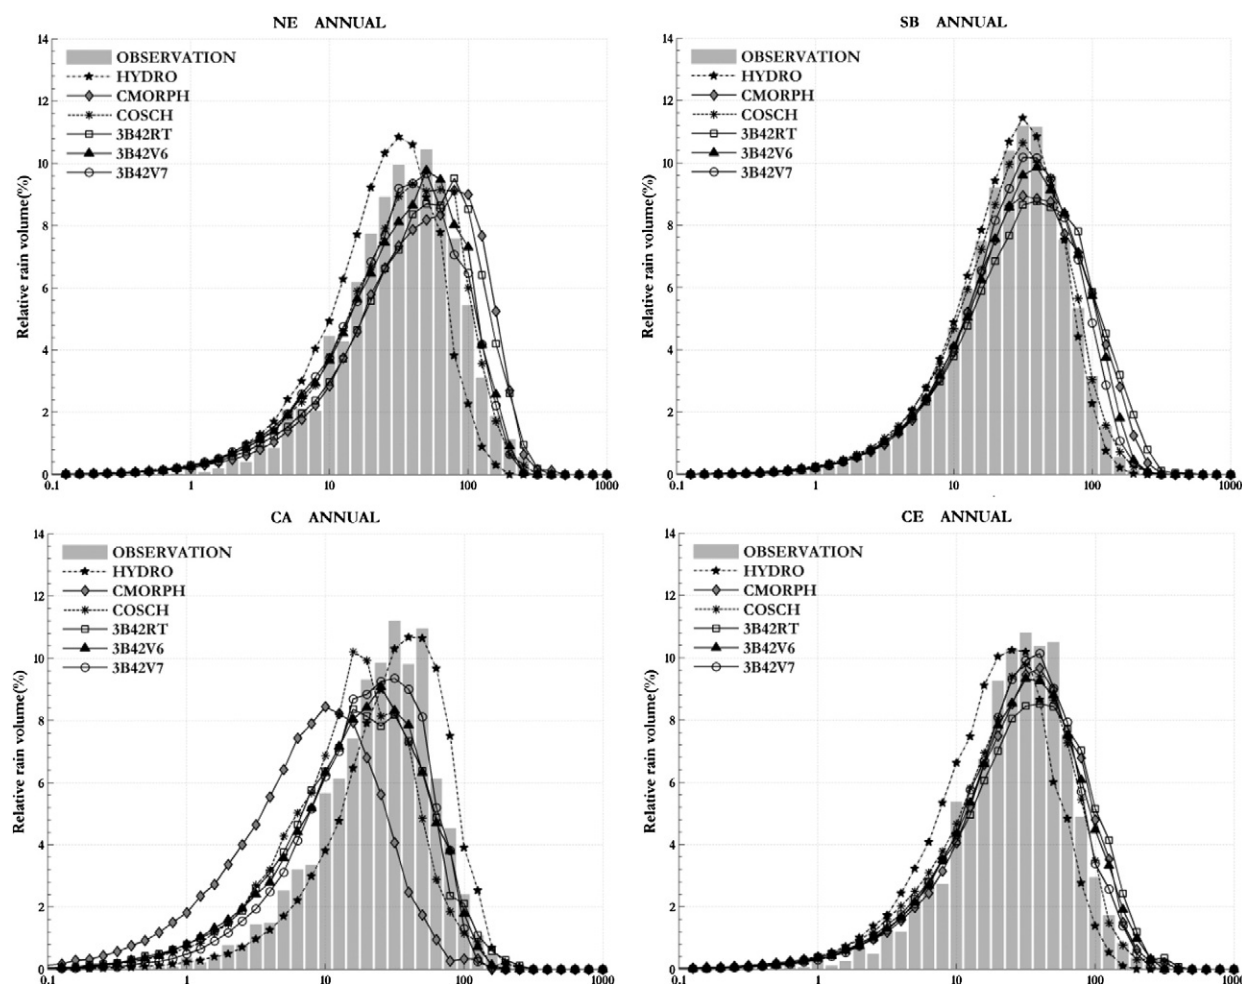 NE ANNUAL
Relative rain volume(%)
14
12
10
8
6
4
2
0
OBSERVATION
HYDRO
CMORPH
COSCH
3B42RT
3B42V6
3B42V7
0.1 1 10 100 1000
SB ANNUAL
Relative rain volume(%)
14
12
10
8
6
4
2
0
OBSERVATION
HYDRO
CMORPH
COSCH
3B42RT
3B42V6
3B42V7
0.1 1 10 100 1000
CA ANNUAL
Relative rain volume(%)
14
12
10
8
6
4
2
0
OBSERVATION
HYDRO
CMORPH
COSCH
3B42RT
3B42V6
3B42V7
0.1 1 10 100 1000
CE ANNUAL
Relative rain volume(%)
14
12
10
8
6
4
2
0
OBSERVATION
HYDRO
CMORPH
COSCH
3B42RT
3B42V6
3B42V7
0.1 1 10 100 1000